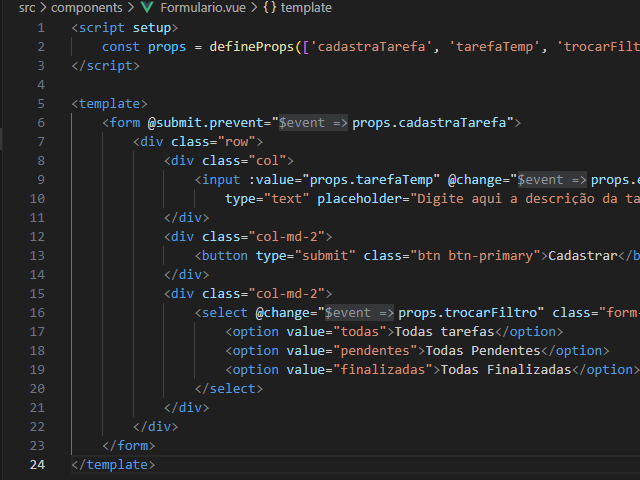 src > components > Formulario.vue > {} template
1 <script setup>
2 const props = defineProps(['cadastraTarefa', 'tarefaTemp', 'trocarFilt
3 </script>
4
5 <template>
6 <form @submit.prevent="$event => props.cadastraTarefa">
7 <div class="row">
8 <div class="col">
9 <input :value="props.tarefaTemp" @change="$event => props.e
10 type="text" placeholder="Digite aqui a descrição da ta
11 </div>
12 <div class="col-md-2">
13 <button type="submit" class="btn btn-primary">Cadastrar</b
14 </div>
15 <div class="col-md-2">
16 <select @change="$event => props.trocarFiltro" class="form-
17 <option value="todas">Todas tarefas</option>
18 <option value="pendentes">Todas Pendentes</option>
19 <option value="finalizadas">Todas Finalizadas</option>
20 </select>
21 </div>
22 </div>
23 </form>
24 </template>